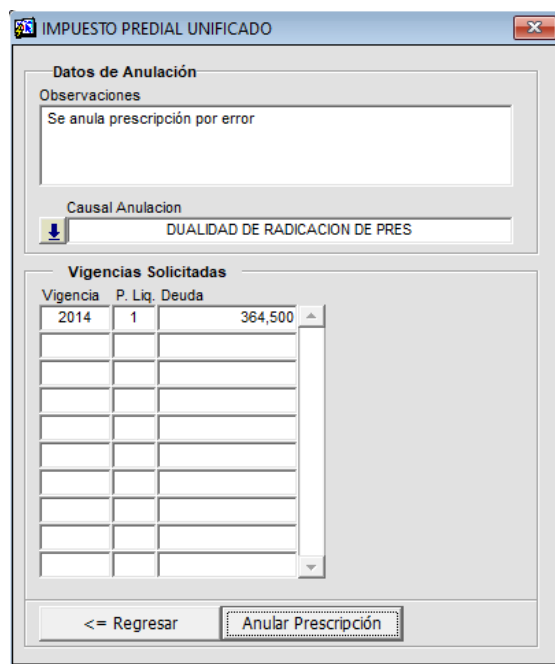 IMPUESTO PREDIAL UNIFICADO
Datos de Anulación
Observaciones
Se anula prescripción por error
Causal Anulacion
DUALIDAD DE RADICACION DE PRES
Vigencias Solicitadas
Vigencia P. Liq. Deuda
2014 1 364,500
<= Regresar Anular Prescripción